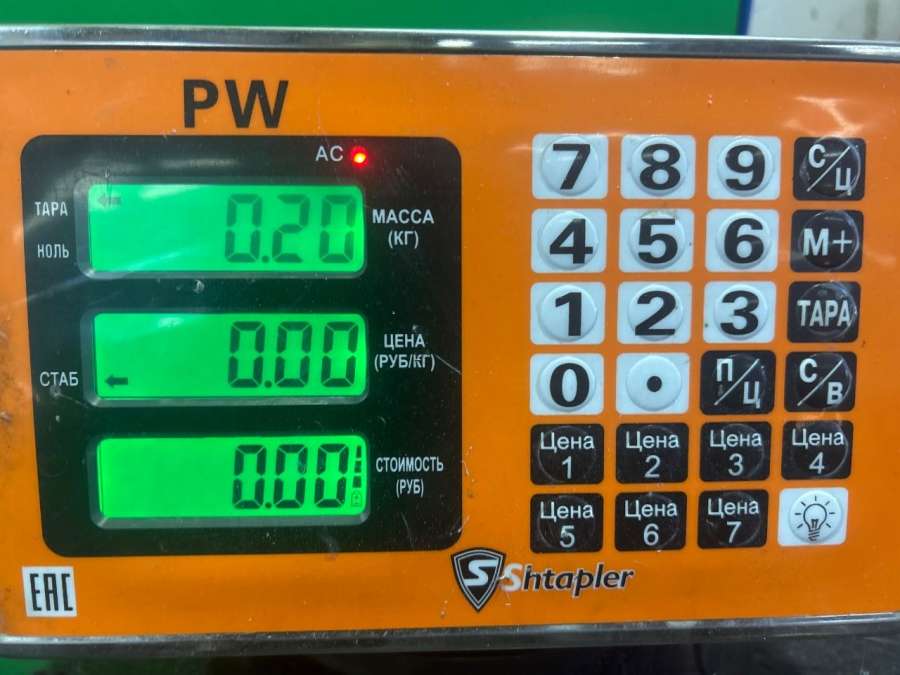 PW
AC
ТАРА
НОЛЬ
0.20
МАССА
(КГ)
СТАБ
0.00
ЦЕНА
(РУБ/КГ)
0.00
СТОИМОСТЬ
(РУБ)
7 8 9 С/Ц
4 5 6 М+
1 2 3 ТАРА
0 . П/Ц С/В
Цена 1 Цена 2 Цена 3 Цена 4
Цена 5 Цена 6 Цена 7
EAC
S Shtapler